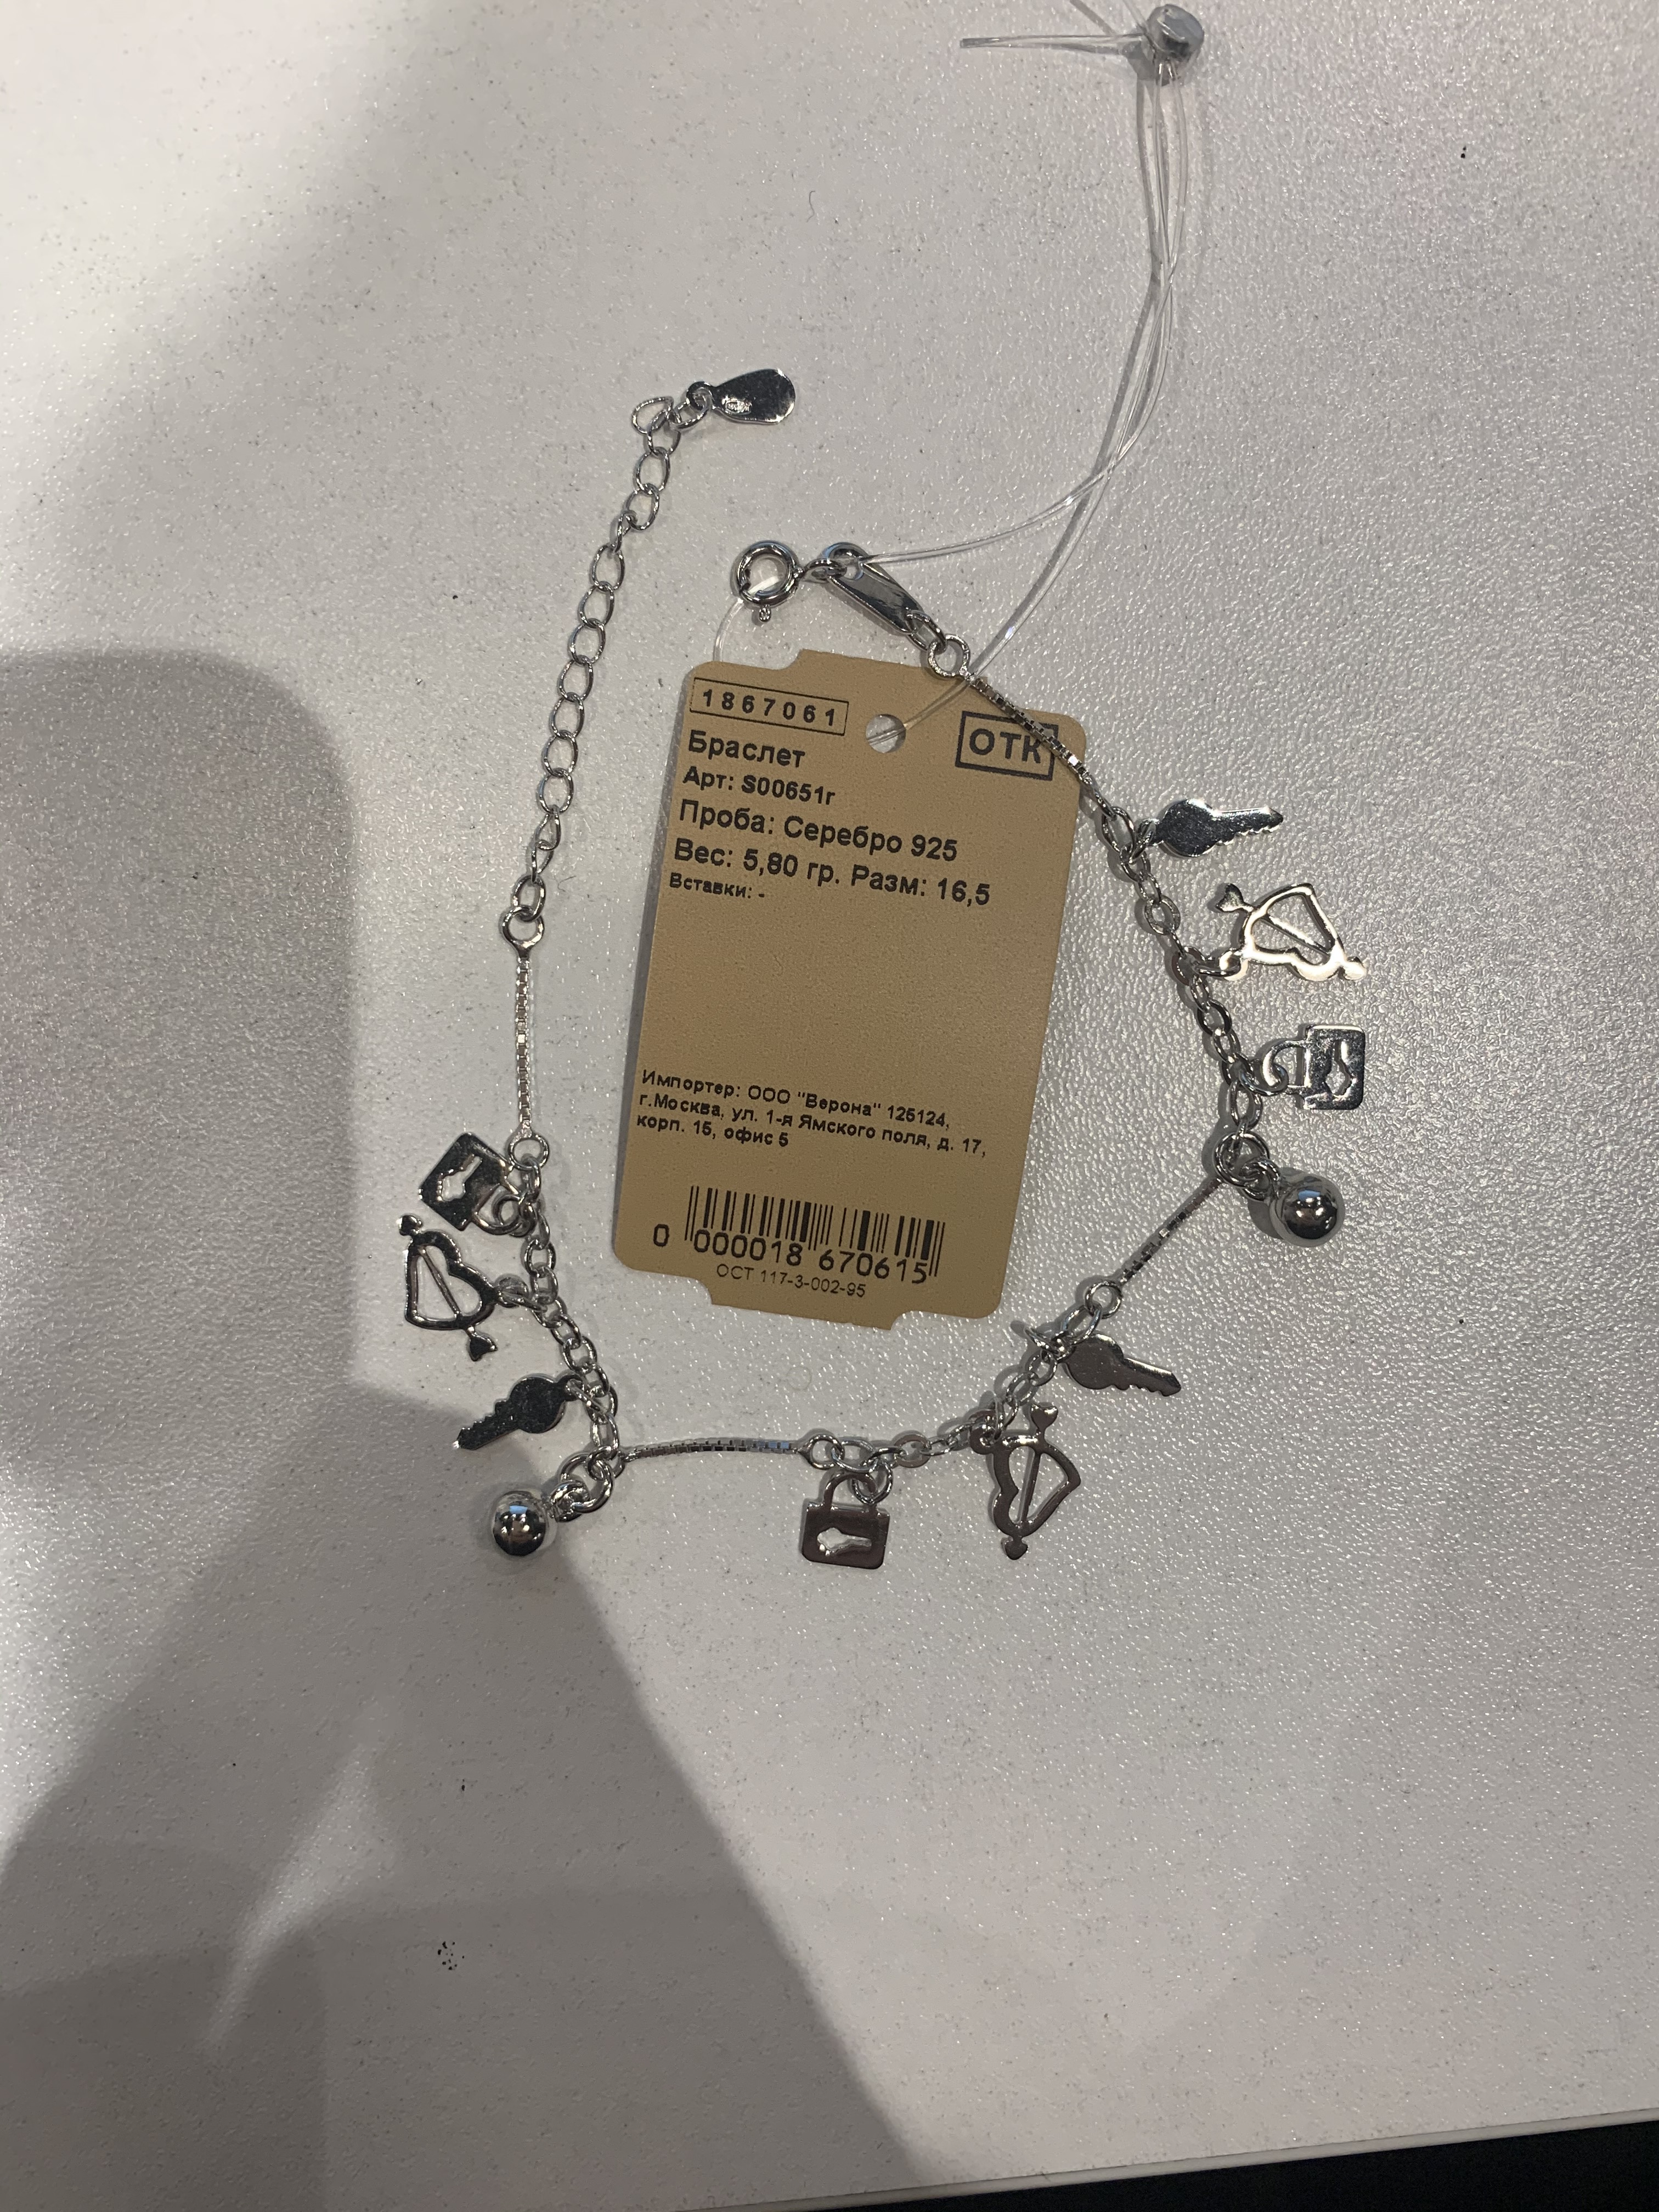 1867061
ОТК
Браслет
Арт: S00651г
Проба: Серебро 925
Вес: 5,80 гр. Разм: 16,5
Вставки: -
Импортер: ООО "Верона" 125124,
г.Москва, ул. 1-я Ямского поля, д. 17,
корп. 15, офис 5
0 000018 670615
ОСТ 117-3-002-95